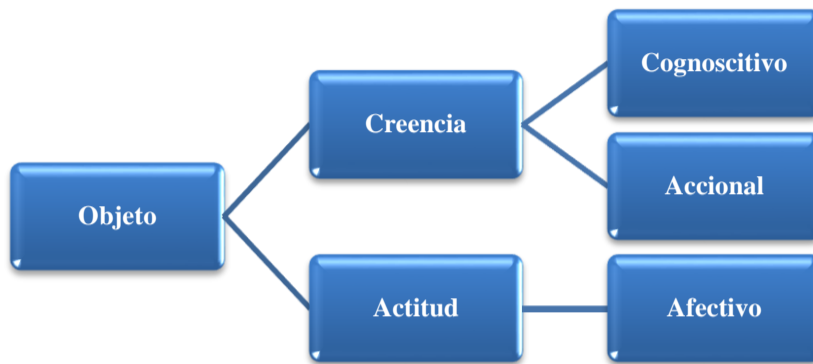 Objeto
Creencia
Cognoscitivo
Accional
Actitud
Afectivo